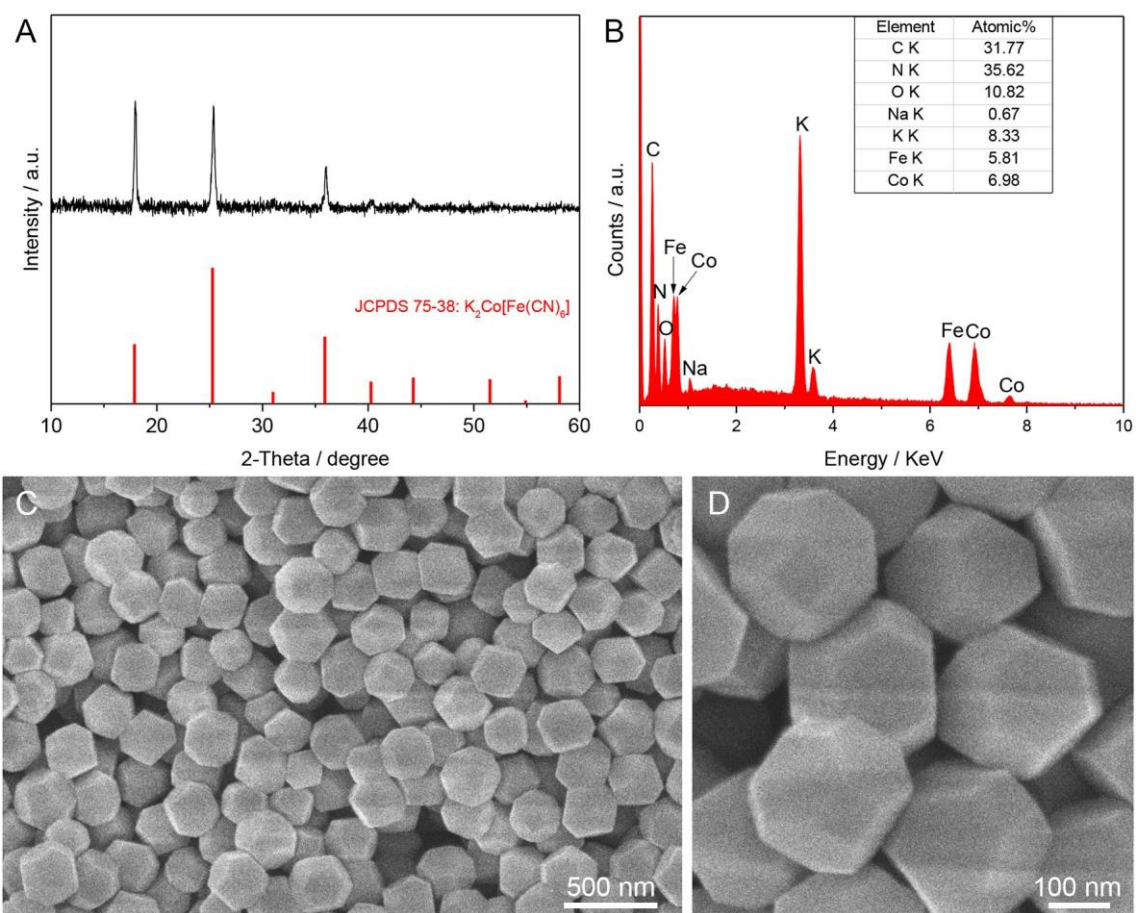 A
Intensity / a.u.
JCPDS 75-38: K₂Co[Fe(CN)₆]
10 20 30 40 50 60
2-Theta / degree
B
Counts / a.u.
Element Atomic%
C K 31.77
N K 35.62
O K 10.82
Na K 0.67
K K 8.33
Fe K 5.81
Co K 6.98
C
N
O
Fe
Co
Na
K
K
Fe
Co
Co
0 2 4 6 8 10
Energy / KeV
C
500 nm
D
100 nm